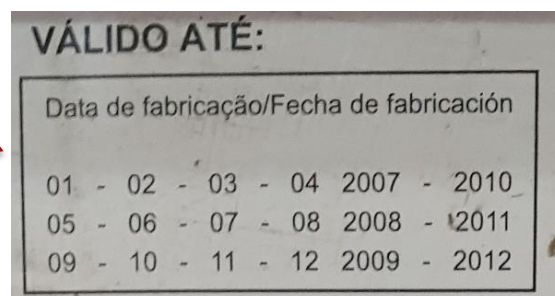 VÁLIDO ATÉ:
Data de fabricação/Fecha de fabricación
01 - 02 - 03 - 04 2007 - 2010
05 - 06 - 07 - 08 2008 - 2011
09 - 10 - 11 - 12 2009 - 2012